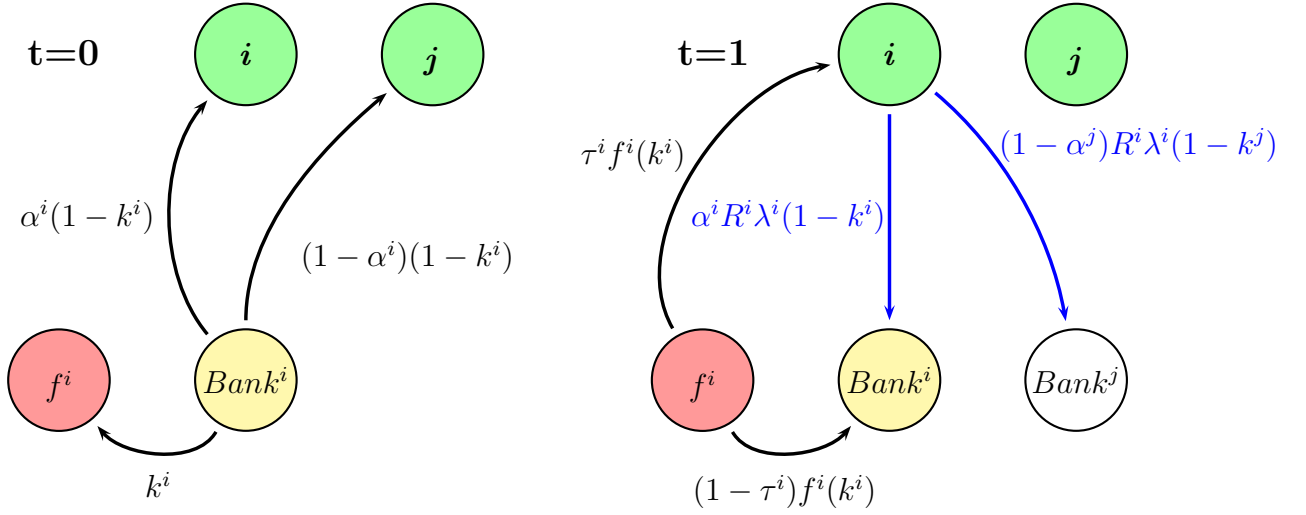 t=0
i
j
α^i(1 − k^i)
(1 − α^i)(1 − k^i)
f^i
Bank^i
k^i
t=1
i
j
τ^i f^i(k^i)
α^i R^i λ^i(1 − k^i)
(1 − α^j)R^i λ^i(1 − k^j)
f^i
Bank^i
Bank^j
(1 − τ^i)f^i(k^i)